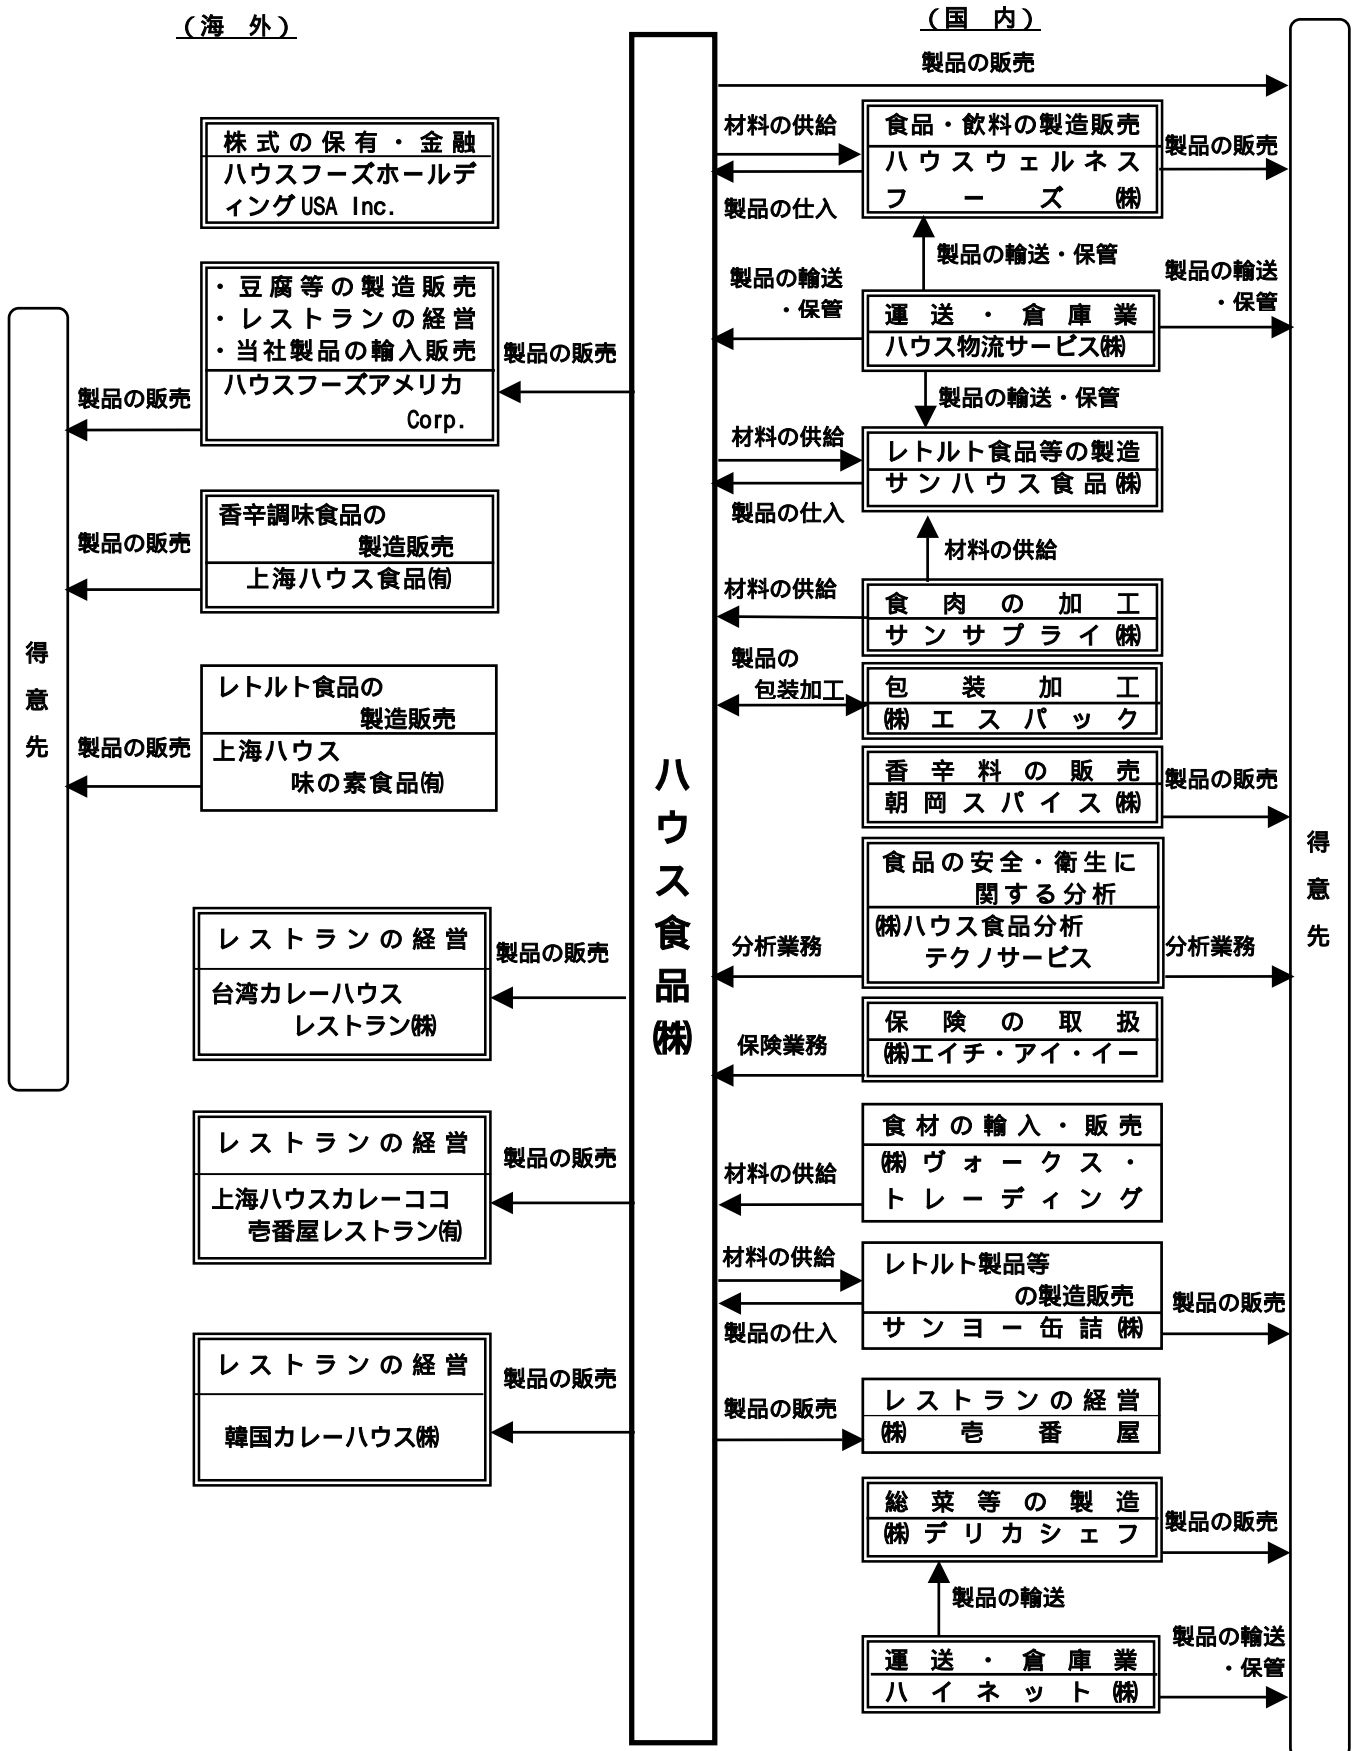 （海　外）
株式の保有・金融
ハウスフーズホールデ
ィングUSA Inc.
・豆腐等の製造販売
・レストランの経営
・当社製品の輸入販売
ハウスフーズアメリカ
Corp.
製品の販売
製品の販売
香辛調味食品の
製造販売
上海ハウス食品㈲
製品の販売
レトルト食品の
製造販売
上海ハウス
味の素食品㈲
製品の販売
得意先
レストランの経営
台湾カレーハウス
レストラン㈱
製品の販売
レストランの経営
上海ハウスカレーココ
壱番屋レストラン㈲
製品の販売
レストランの経営
韓国カレーハウス㈱
製品の販売
ハウス食品㈱
（国　内）
製品の販売
材料の供給
食品・飲料の製造販売
ハウスウェルネス
フーズ㈱
製品の販売
製品の仕入
製品の輸送・保管
製品の輸送
・保管
運送・倉庫業
ハウス物流サービス㈱
製品の輸送
・保管
製品の輸送・保管
材料の供給
レトルト食品等の製造
サンハウス食品㈱
製品の仕入
材料の供給
材料の供給
食肉の加工
サンサプライ㈱
製品の
包装加工
包装加工
㈱エスパック
香辛料の販売
朝岡スパイス㈱
製品の販売
食品の安全・衛生に
関する分析
㈱ハウス食品分析
テクノサービス
分析業務
分析業務
保険の取扱
㈱エイチ・アイ・イー
保険業務
食材の輸入・販売
㈱ヴォークス・
トレーディング
材料の供給
材料の供給
レトルト製品等
の製造販売
サンヨー缶詰㈱
製品の仕入
製品の販売
レストランの経営
㈱壱番屋
製品の販売
総菜等の製造
㈱デリカシェフ
製品の販売
製品の輸送
運送・倉庫業
ハイネット㈱
製品の輸送
・保管
得意先